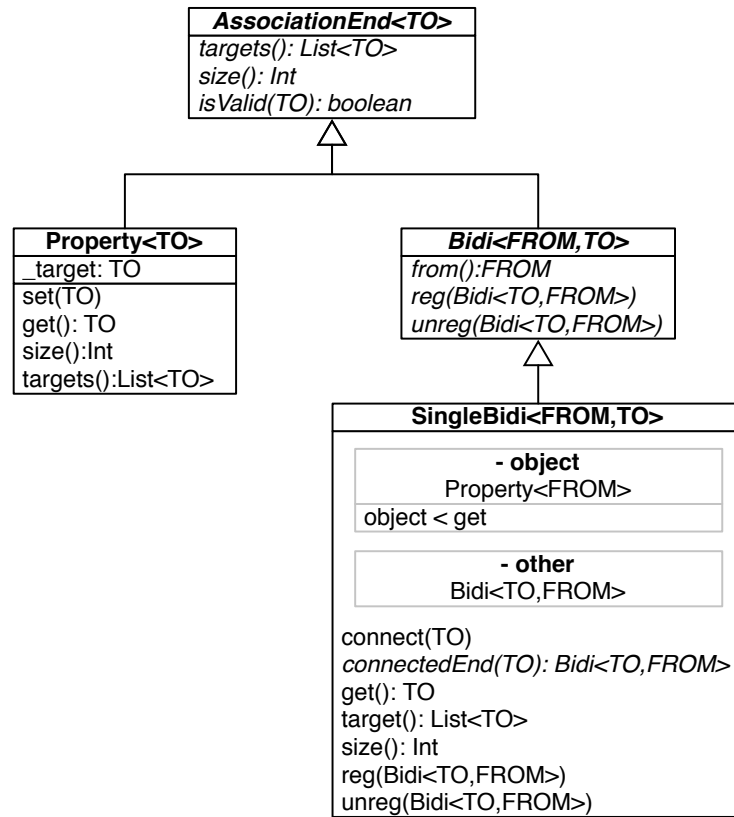 AssociationEnd<TO>
targets(): List<TO>
size(): Int
isValid(TO): boolean
Property<TO>
_target: TO
set(TO)
get(): TO
size():Int
targets():List<TO>
Bidi<FROM,TO>
from():FROM
reg(Bidi<TO,FROM>)
unreg(Bidi<TO,FROM>)
SingleBidi<FROM,TO>
- object
Property<FROM>
object < get
- other
Bidi<TO,FROM>
connect(TO)
connectedEnd(TO): Bidi<TO,FROM>
get(): TO
target(): List<TO>
size(): Int
reg(Bidi<TO,FROM>)
unreg(Bidi<TO,FROM>)